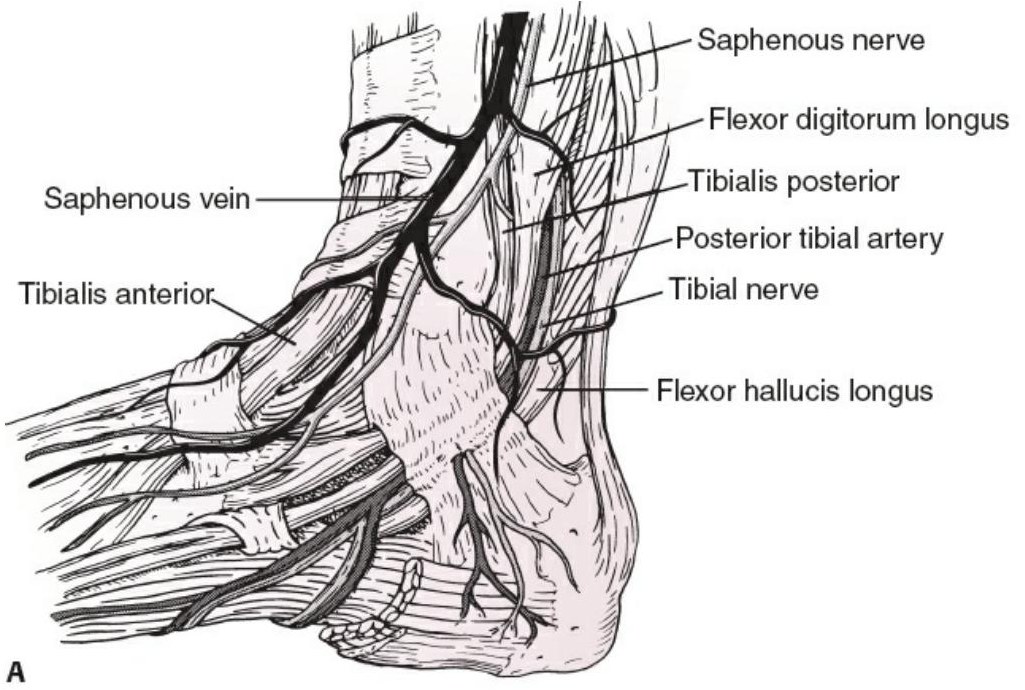 Saphenous nerve
Flexor digitorum longus
Tibialis posterior
Saphenous vein
Posterior tibial artery
Tibialis anterior
Tibial nerve
Flexor hallucis longus
A